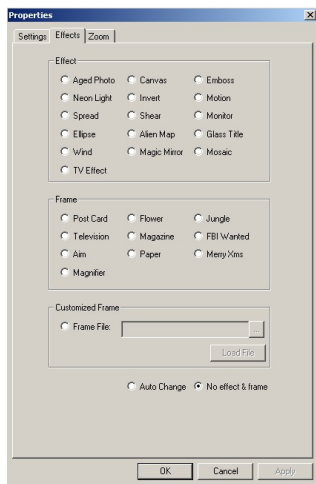 Properties
Settings Effects Zoom
Effect
Aged Photo Canvas Emboss
Neon Light Invert Motion
Spread Shear Monitor
Ellipse Alien Map Glass Title
Wind Magic Mirror Mosaic
TV Effect
Frame
Post Card Flower Jungle
Television Magazine FBI Wanted
Aim Paper Merry Xms
Magnifier
Customized Frame
Frame File: ...
Load File
Auto Change No effect & frame
OK Cancel Apply